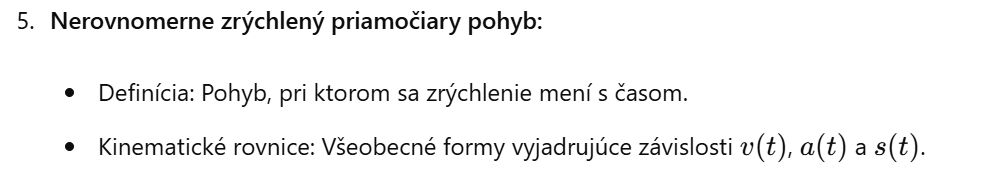 5. Nerovnomerne zrýchlený priamočiary pohyb:
• Definícia: Pohyb, pri ktorom sa zrýchlenie mení s časom.
• Kinematické rovnice: Všeobecné formy vyjadrujúce závislosti v(t), a(t) a s(t).